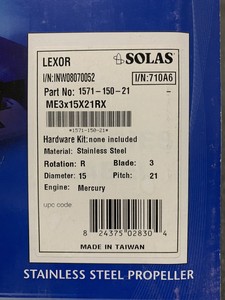 LEXOR
SOLAS
I/N:INW08070052
I/N:710A6
Part No: 1571-150-21 -
ME3x15X21RX
*1571-150-21*
Hardware Kit: none included
Material: Stainless Steel
Rotation: R Blade: 3
Diameter: 15 Pitch: 21
Engine: Mercury
upc code
8 24375 02830 4
MADE IN TAIWAN
STAINLESS STEEL PROPELLER